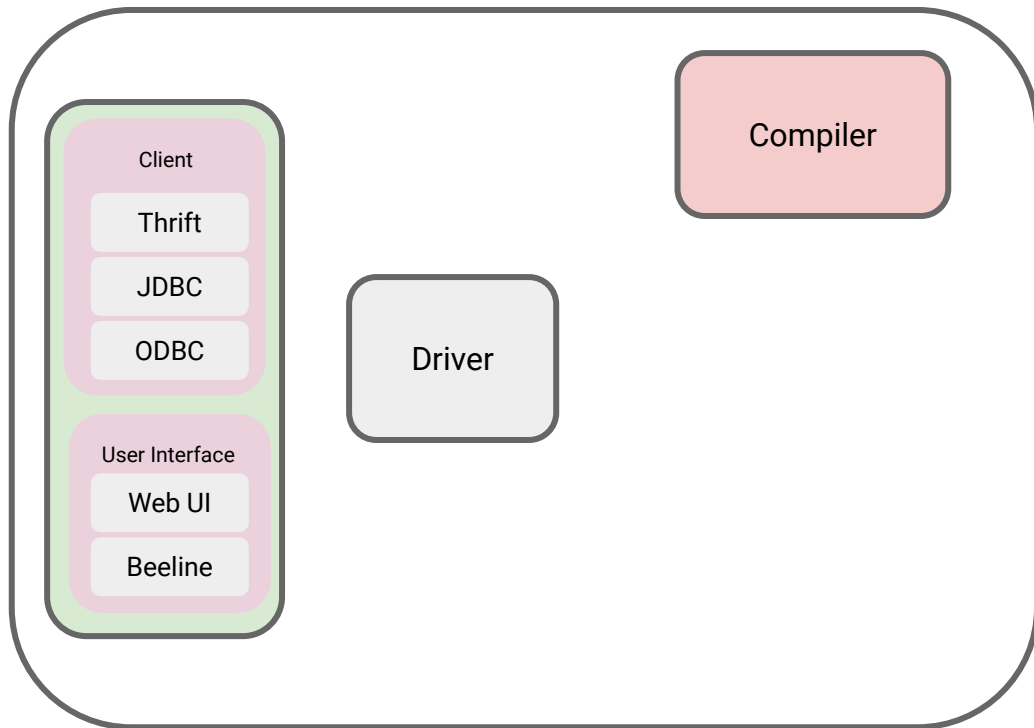 Client
Thrift
JDBC
ODBC
User Interface
Web UI
Beeline
Driver
Compiler